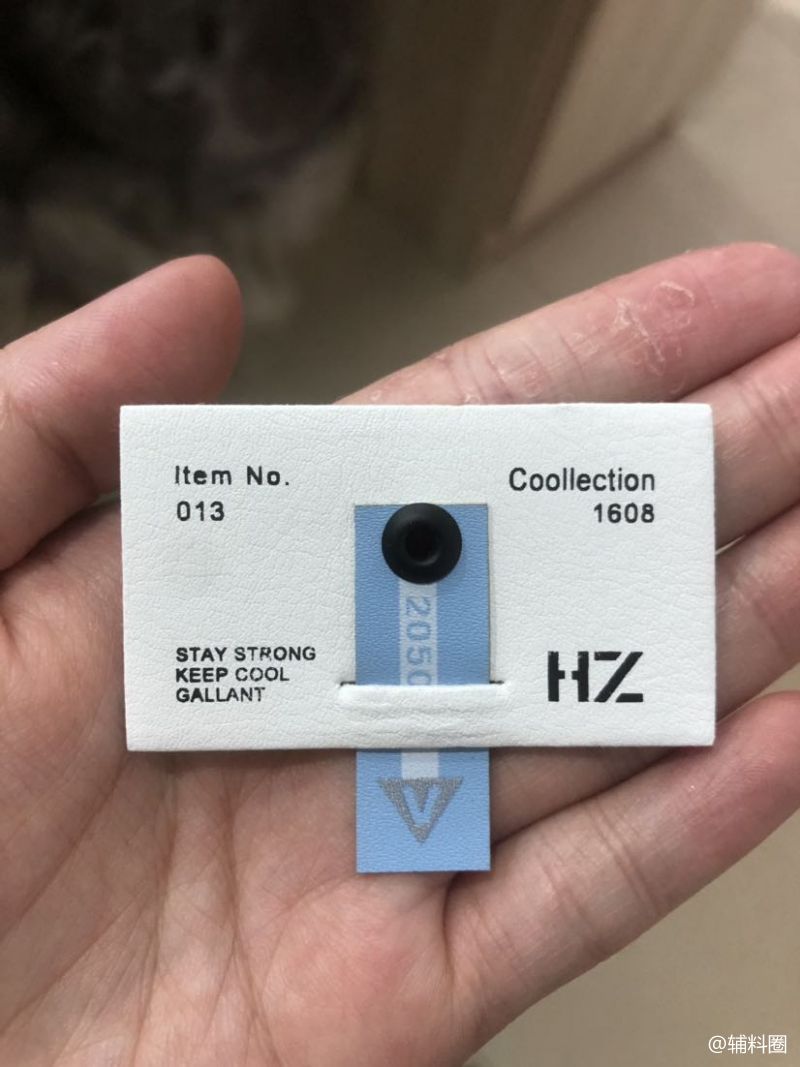 Item No.
013
Coollection
1608
2050
STAY STRONG
KEEP COOL
GALLANT
HZ
@辅料圈